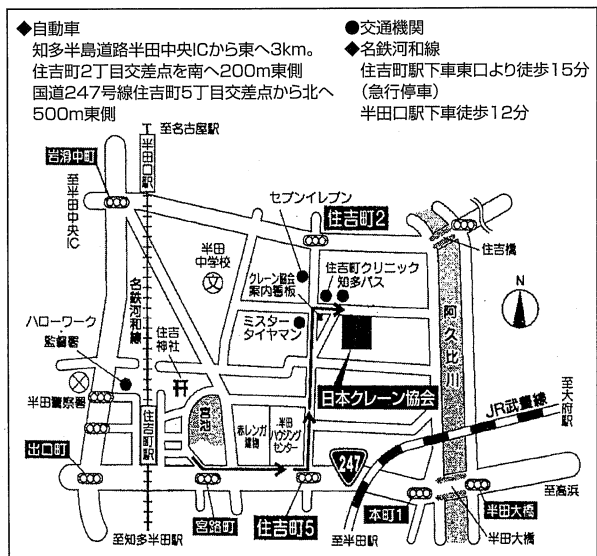 ◆自動車
知多半島道路半田中央ICから東へ3km。
住吉町2丁目交差点を南へ200m東側
国道247号線住吉町5丁目交差点から北へ
500m東側
●交通機関
◆名鉄河和線
住吉町駅下車東口より徒歩15分
（急行停車）
半田口駅下車徒歩12分
至名古屋駅
岩滑中町
半田口駅
至半田中央IC
セブンイレブン
住吉町2
住吉橋
半田
中学校
文
クレーン協会
案内看板
住吉町クリニック
知多バス
N
名鉄河和線
ハローワーク・
監督署
住吉
神社
ミスター
タイヤマン
阿久比川
日本クレーン協会
至大府駅
JR武豊線
半田警察署
住吉町駅
宮池
赤レンガ
建物
半田
ハウジング
センター
247
出口町
宮路町
住吉町5
本町1
半田大橋
至高浜
至知多半田駅
至半田駅
半田大橋